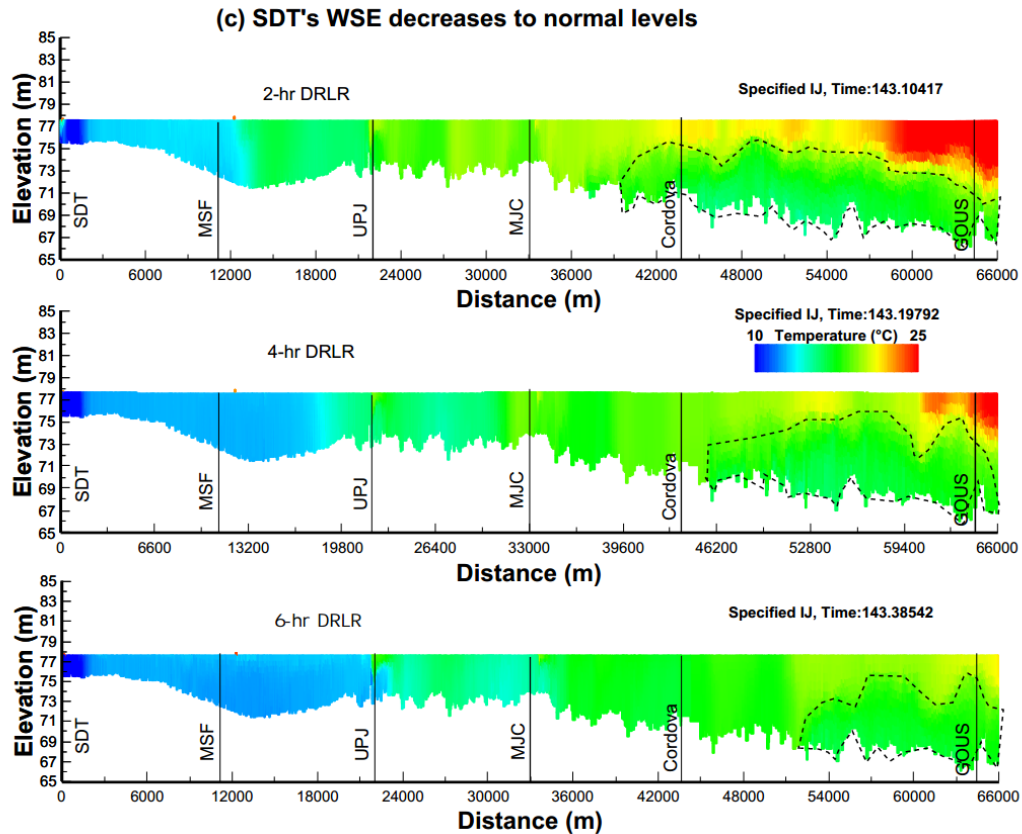 (c) SDT's WSE decreases to normal levels
85
83
81
79
77
75
73
71
69
67
65
Elevation (m)
2-hr DRLR
Specified IJ, Time:143.10417
SDT
MSF
UPJ
MJC
Cordova
GOUS
0 6000 12000 18000 24000 30000 36000 42000 48000 54000 60000 66000
Distance (m)
85
83
81
79
77
75
73
71
69
67
65
Elevation (m)
4-hr DRLR
Specified IJ, Time:143.19792
10 Temperature (°C) 25
SDT
MSF
UPJ
MJC
Cordova
GOUS
0 6600 13200 19800 26400 33000 39600 46200 52800 59400 66000
Distance (m)
85
83
81
79
77
75
73
71
69
67
65
Elevation (m)
6-hr DRLR
Specified IJ, Time:143.38542
SDT
MSF
UPJ
MJC
Cordova
GOUS
0 6000 12000 18000 24000 30000 36000 42000 48000 54000 60000 66000
Distance (m)